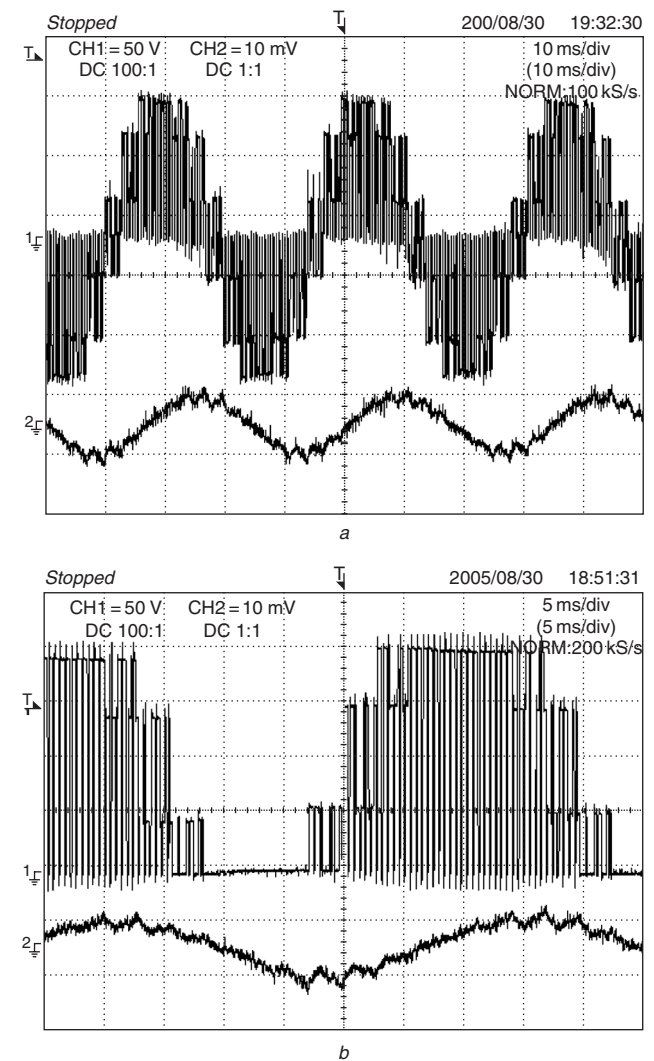 Stopped T 200/08/30 19:32:30
T CH1 = 50 V CH2 = 10 mV 10 ms/div
DC 100:1 DC 1:1 (10 ms/div)
NORM:100 kS/s
1
2
a
Stopped T 2005/08/30 18:51:31
CH1 = 50 V CH2 = 10 mV 5 ms/div
DC 100:1 DC 1:1 (5 ms/div)
NORM:200 kS/s
T
1
2
b